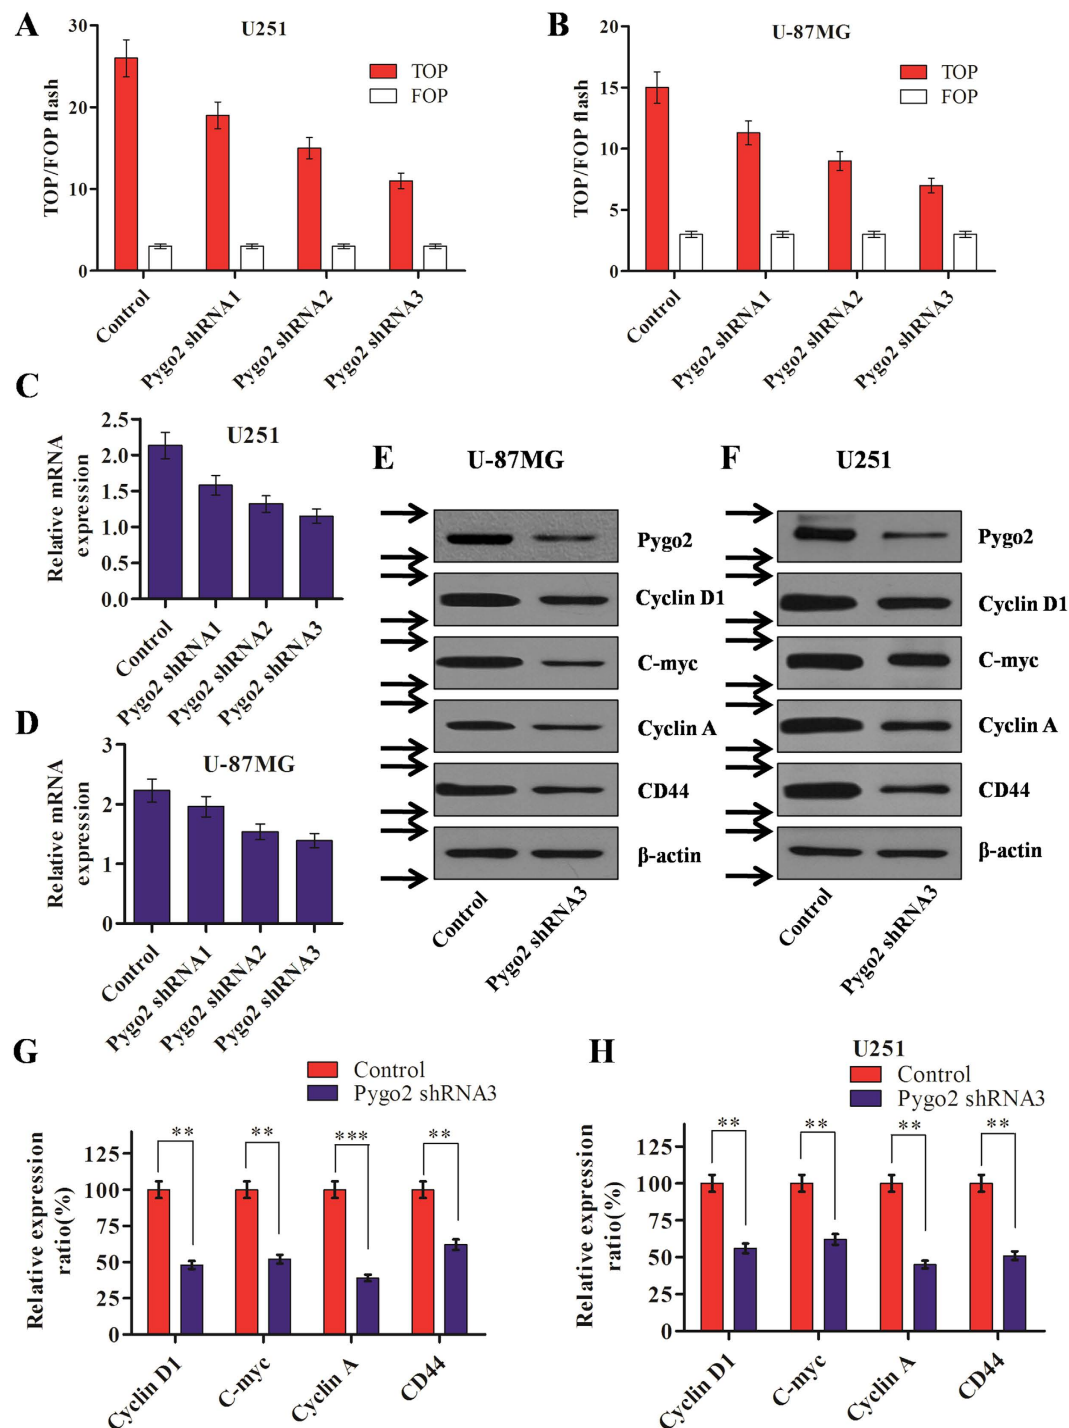 A
U251
TOP/FOP flash
30
20
10
0
TOP
FOP
Control
Pygo2 shRNA1
Pygo2 shRNA2
Pygo2 shRNA3
B
U-87MG
TOP/FOP flash
20
15
10
5
0
TOP
FOP
Control
Pygo2 shRNA1
Pygo2 shRNA2
Pygo2 shRNA3
C
U251
Relative mRNA
expression
2.5
2.0
1.5
1.0
0.5
0.0
Control
Pygo2 shRNA1
Pygo2 shRNA2
Pygo2 shRNA3
D
U-87MG
Relative mRNA
expression
3
2
1
0
Control
Pygo2 shRNA1
Pygo2 shRNA2
Pygo2 shRNA3
E
U-87MG
Pygo2
Cyclin D1
C-myc
Cyclin A
CD44
β-actin
Control
Pygo2 shRNA3
F
U251
Pygo2
Cyclin D1
C-myc
Cyclin A
CD44
β-actin
Control
Pygo2 shRNA3
G
Control
Pygo2 shRNA3
Relative expression
ratio(%)
125
100
75
50
25
0
**
**
***
**
Cyclin D1
C-myc
Cyclin A
CD44
H
U251
Control
Pygo2 shRNA3
Relative expression
ratio(%)
125
100
75
50
25
0
**
**
**
**
Cyclin D1
C-myc
Cyclin A
CD44